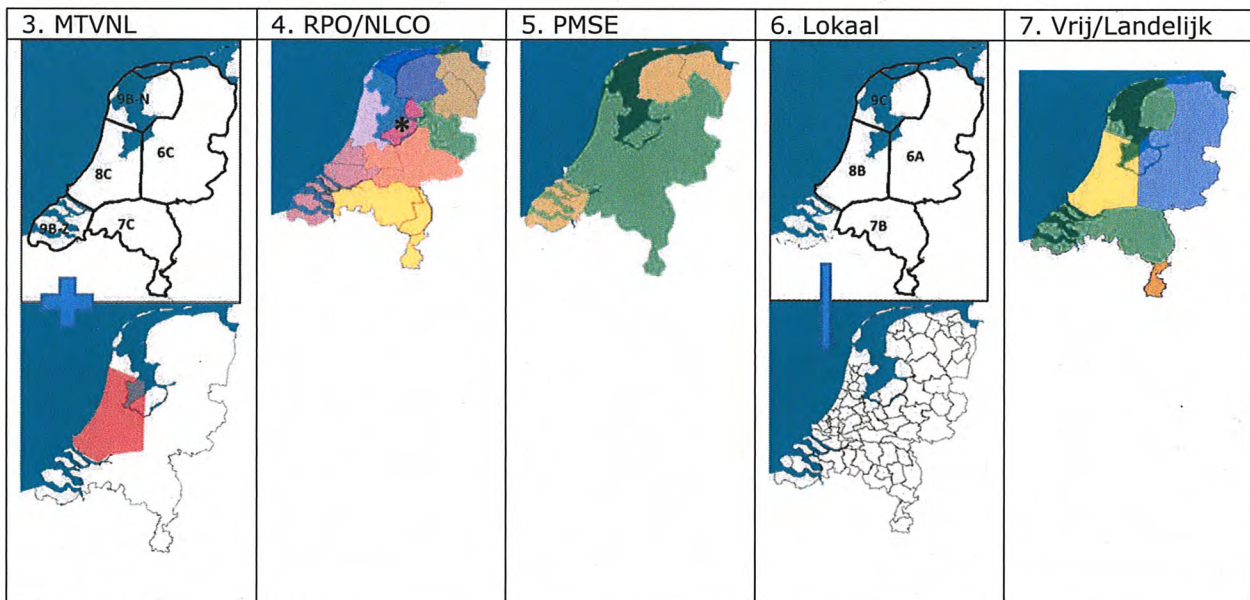 3. MTVNL
4. RPO/NLCO
5. PMSE
6. Lokaal
7. Vrij/Landelijk
9B-N
6C
8C
9B-Z
7C
*
9C
6A
8B
7B